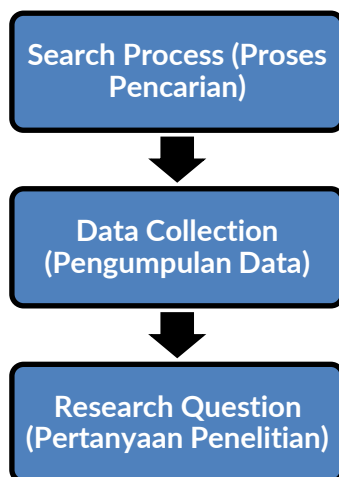 Search Process (Proses
Pencarian)
Data Collection
(Pengumpulan Data)
Research Question
(Pertanyaan Penelitian)